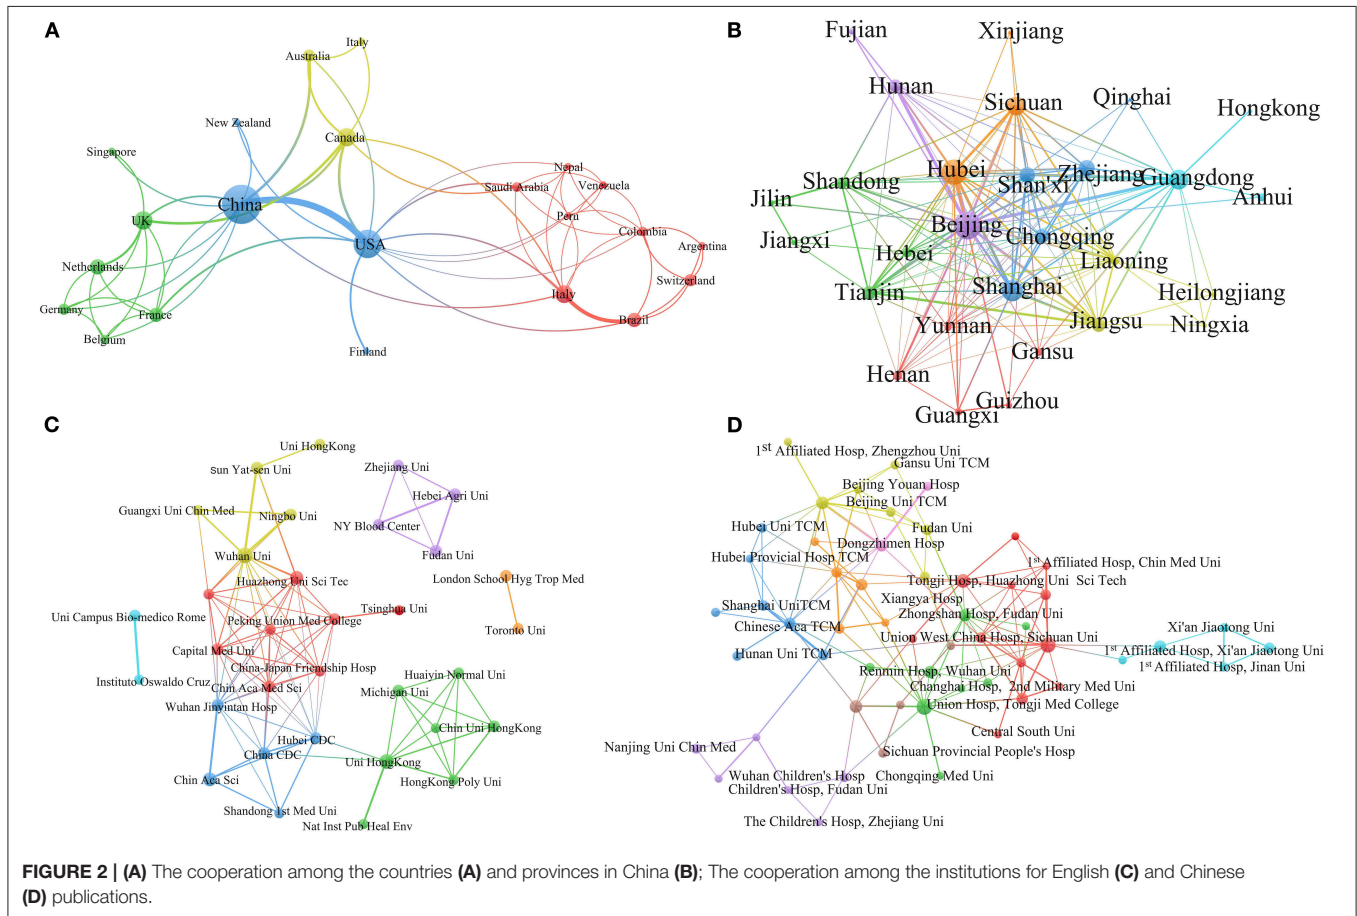 A
Italy
Australia
New Zealand
Canada
Singapore
Nepal
Saudi Arabia
Venezuela
China
UK
Peru
USA
Colombia
Argentina
Netherlands
Switzerland
Italy
Germany
France
Brazil
Belgium
Finland
B
Fujian
Xinjiang
Hunan
Sichuan
Qinghai
Hongkong
Hubei
Zhejiang
Guangdong
Shandong
Shan'xi
Jilin
Anhui
Beijing
Jiangxi
Chongqing
Hebei
Liaoning
Tianjin
Shanghai
Heilongjiang
Yunnan
Jiangsu
Ningxia
Gansu
Henan
Guizhou
Guangxi
C
Uni HongKong
Sun Yat-sen Uni
Zhejiang Uni
Hebei Agri Uni
Guangxi Uni Chin Med
Ningbo Uni
NY Blood Center
Wuhan Uni
Fudan Uni
Huazhong Uni Sci Tec
London School Hyg Trop Med
Tsinghua Uni
Uni Campus Bio-medico Rome
Peking Union Med College
Toronto Uni
Capital Med Uni
China-Japan Friendship Hosp
Huaiyin Normal Uni
Instituto Oswaldo Cruz
Chin Aca Med Sci
Michigan Uni
Wuhan Jinyintan Hosp
Chin Uni HongKong
Hubei CDC
China CDC
Uni HongKong
Chin Aca Sci
HongKong Poly Uni
Shandong 1st Med Uni
Nat Inst Pub Heal Env
D
1st Affiliated Hosp, Zhengzhou Uni
Gansu Uni TCM
Beijing Youan Hosp
Beijing Uni TCM
Hubei Uni TCM
Fudan Uni
Dongzhimen Hosp
Hubei Provicial Hosp TCM
1st Affiliated Hosp, Chin Med Uni
Tongji Hosp, Huazhong Uni Sci Tech
Xiangya Hosp
Shanghai UniTCM
Zhongshan Hosp, Fudan Uni
Chinese Aca TCM
Xi'an Jiaotong Uni
Union West China Hosp, Sichuan Uni
Hunan Uni TCM
1st Affiliated Hosp, Xi'an Jiaotong Uni
Renmin Hosp, Wuhan Uni
1st Affiliated Hosp, Jinan Uni
Changhai Hosp, 2nd Military Med Uni
Union Hosp, Tongji Med College
Central South Uni
Nanjing Uni Chin Med
Sichuan Provincial People's Hosp
Wuhan Children's Hosp
Chongqing Med Uni
Children's Hosp, Fudan Uni
The Children's Hosp, Zhejiang Uni
FIGURE 2 | (A) The cooperation among the countries (A) and provinces in China (B); The cooperation among the institutions for English (C) and Chinese
(D) publications.